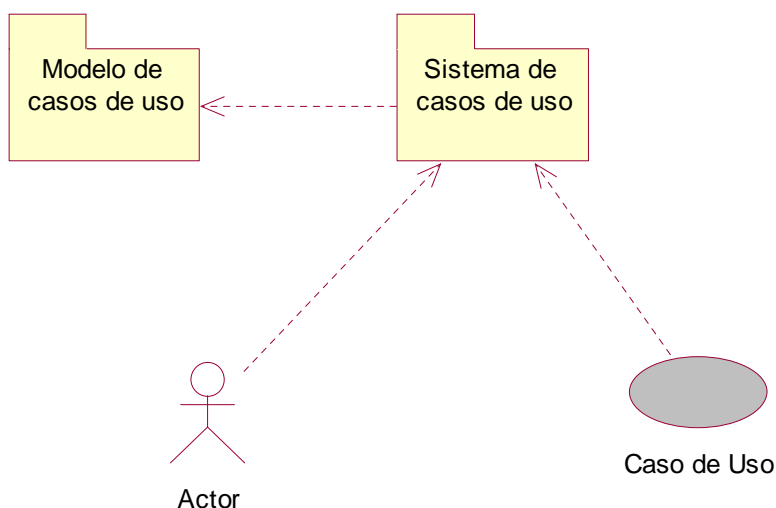 Modelo de
casos de uso
Sistema de
casos de uso
Caso de Uso
Actor